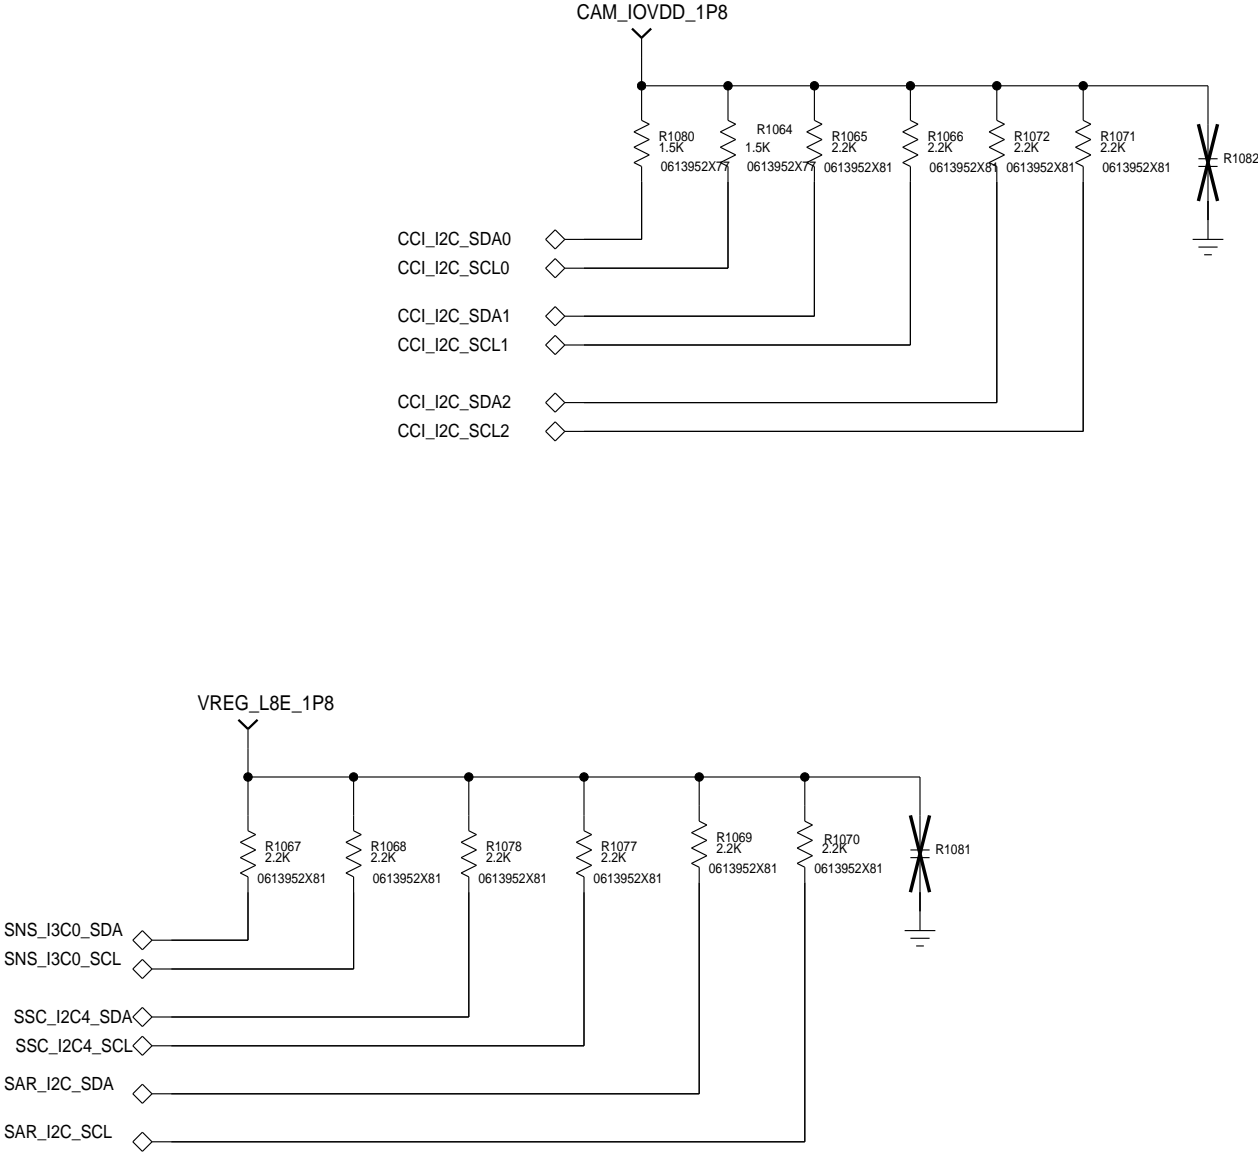 CAM_IOVDD_1P8
R1080
1.5K
0613952X77
R1064
1.5K
0613952X77
R1065
2.2K
0613952X81
R1066
2.2K
0613952X81
R1072
2.2K
0613952X81
R1071
2.2K
0613952X81
R1082
CCI_I2C_SDA0
CCI_I2C_SCL0
CCI_I2C_SDA1
CCI_I2C_SCL1
CCI_I2C_SDA2
CCI_I2C_SCL2
VREG_L8E_1P8
R1067
2.2K
0613952X81
R1068
2.2K
0613952X81
R1078
2.2K
0613952X81
R1077
2.2K
0613952X81
R1069
2.2K
0613952X81
R1070
2.2K
0613952X81
R1081
SNS_I3C0_SDA
SNS_I3C0_SCL
SSC_I2C4_SDA
SSC_I2C4_SCL
SAR_I2C_SDA
SAR_I2C_SCL